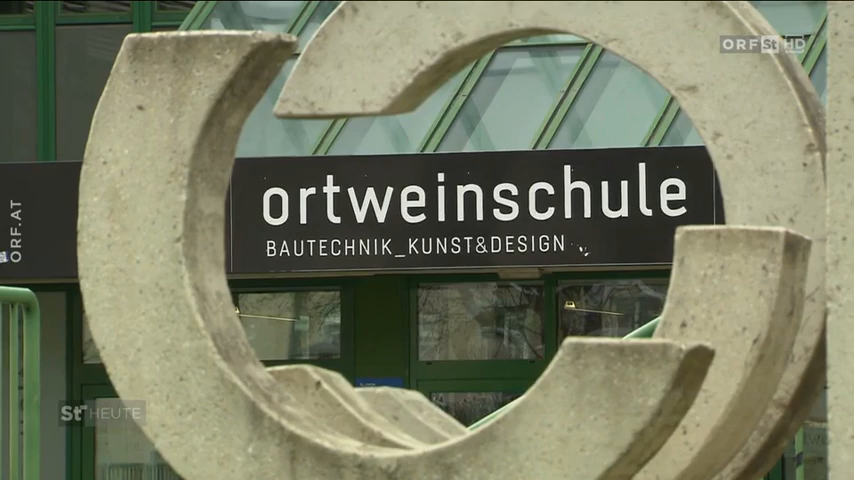 ORF St HD
ortweinschule
BAUTECHNIK_KUNST&DESIGN
ORF.AT
St HEUTE